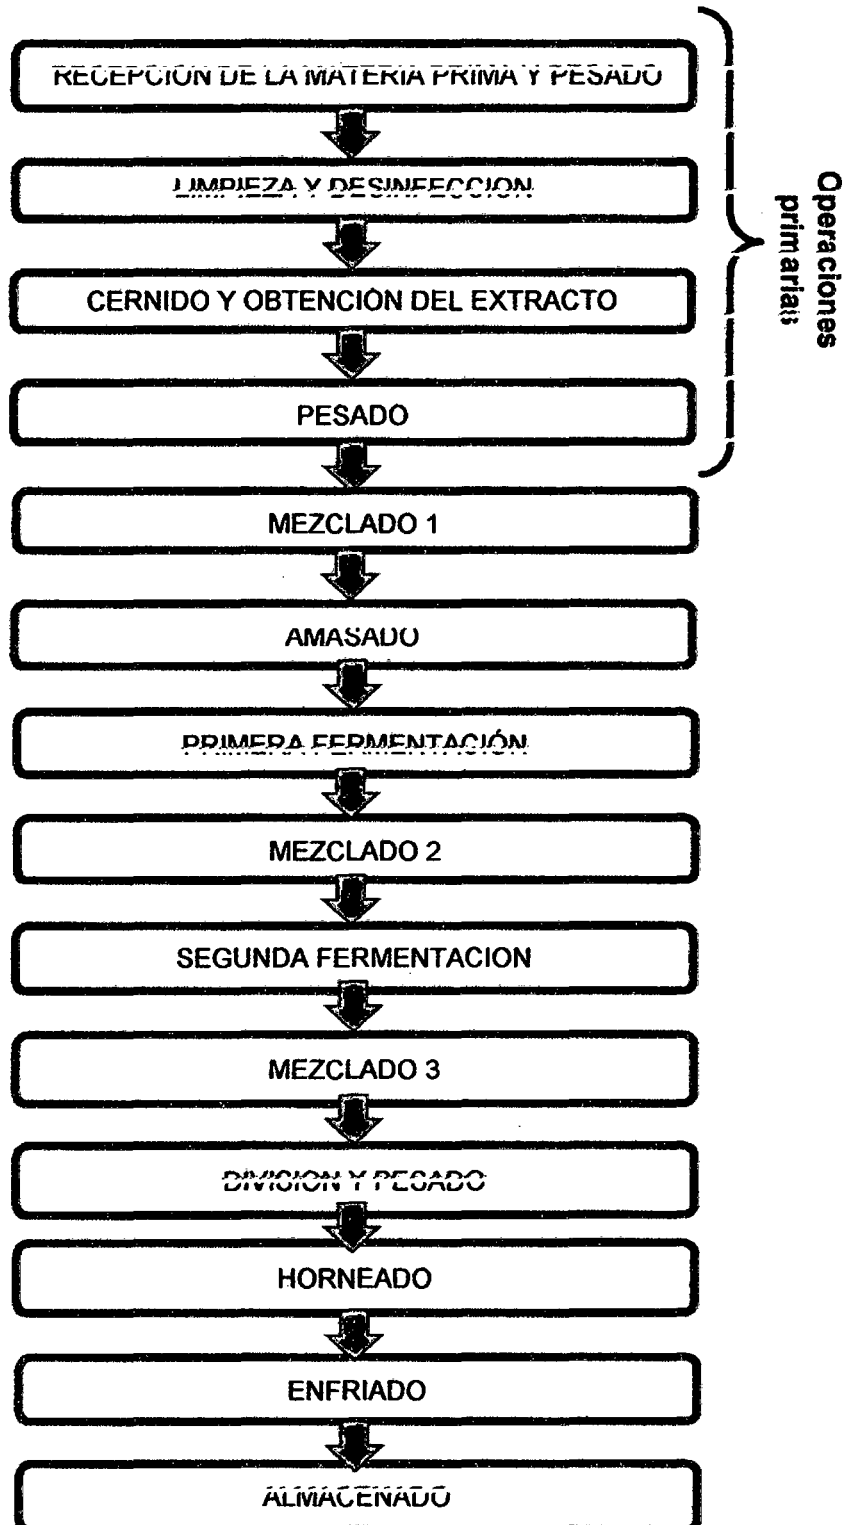 RECEPCIÓN DE LA MATERIA PRIMA Y PESADO
LIMPIEZA Y DESINFECCION
CERNIDO Y OBTENCIÓN DEL EXTRACTO
PESADO
Operaciones
primarias
MEZCLADO 1
AMASADO
PRIMERA FERMENTACIÓN
MEZCLADO 2
SEGUNDA FERMENTACION
MEZCLADO 3
DIVISION Y PESADO
HORNEADO
ENFRIADO
ALMACENADO